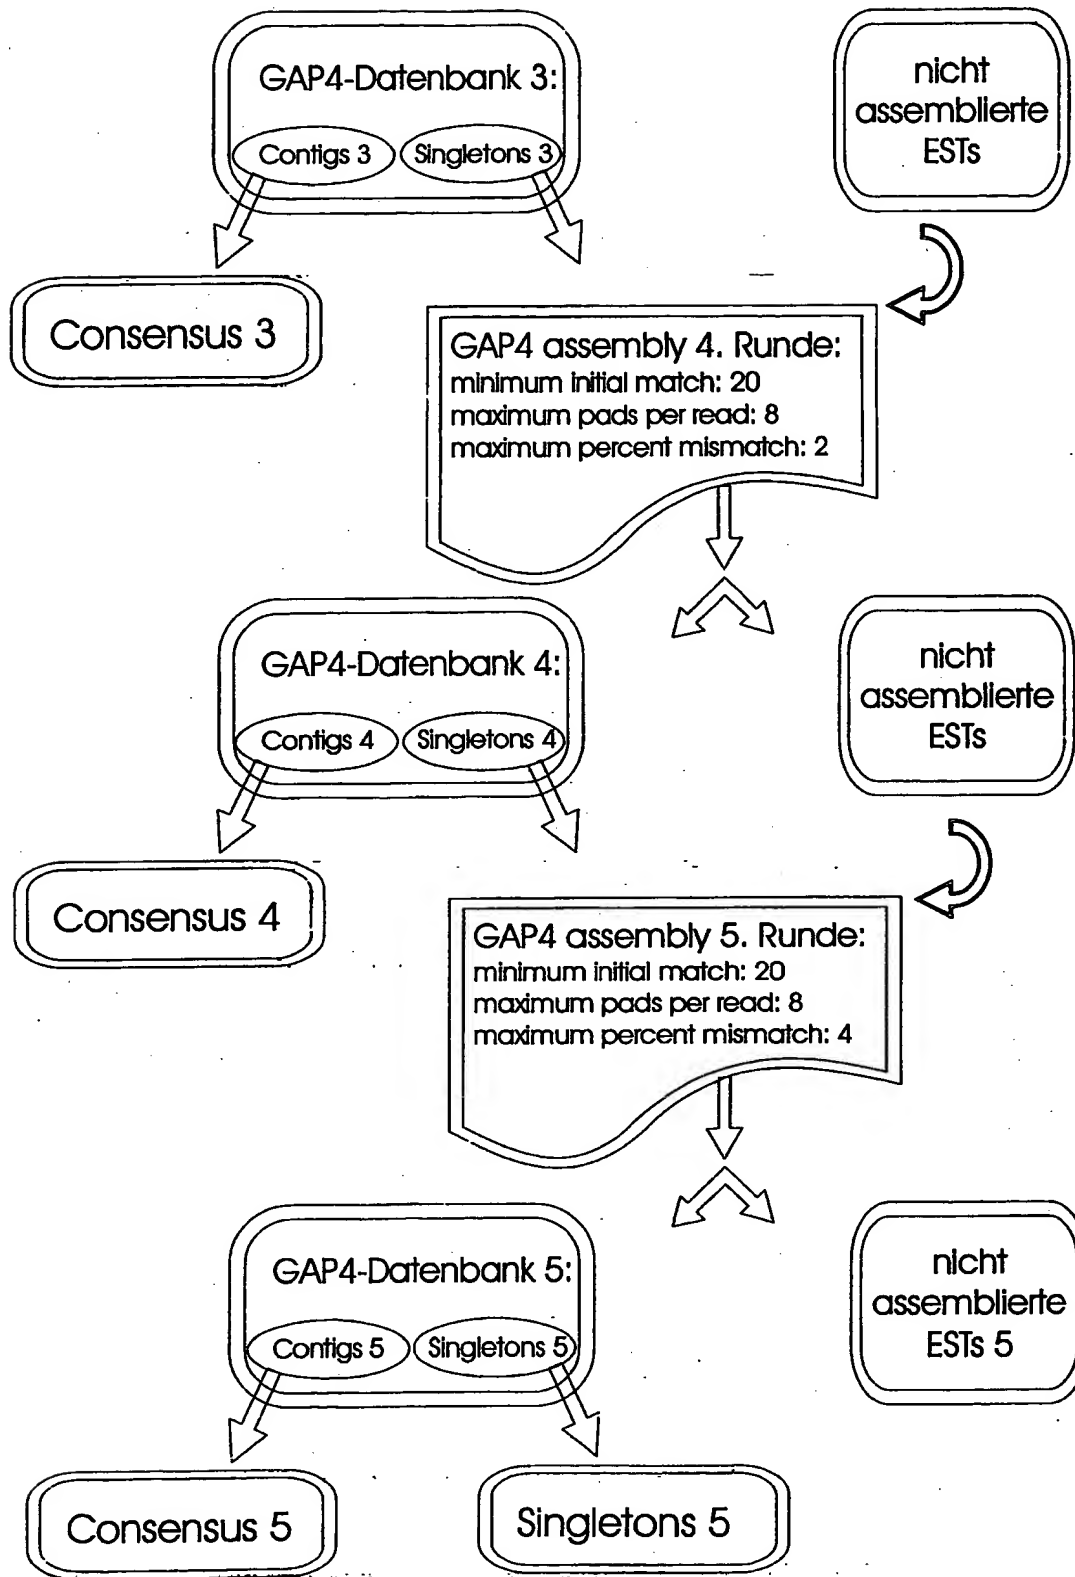 GAP4-Datenbank 3:
Contigs 3
Singletons 3
nicht
assemblierte
ESTs
Consensus 3
GAP4 assembly 4. Runde:
minimum initial match: 20
maximum pads per read: 8
maximum percent mismatch: 2
GAP4-Datenbank 4:
Contigs 4
Singletons 4
nicht
assemblierte
ESTs
Consensus 4
GAP4 assembly 5. Runde:
minimum initial match: 20
maximum pads per read: 8
maximum percent mismatch: 4
GAP4-Datenbank 5:
Contigs 5
Singletons 5
nicht
assemblierte
ESTs 5
Consensus 5
Singletons 5